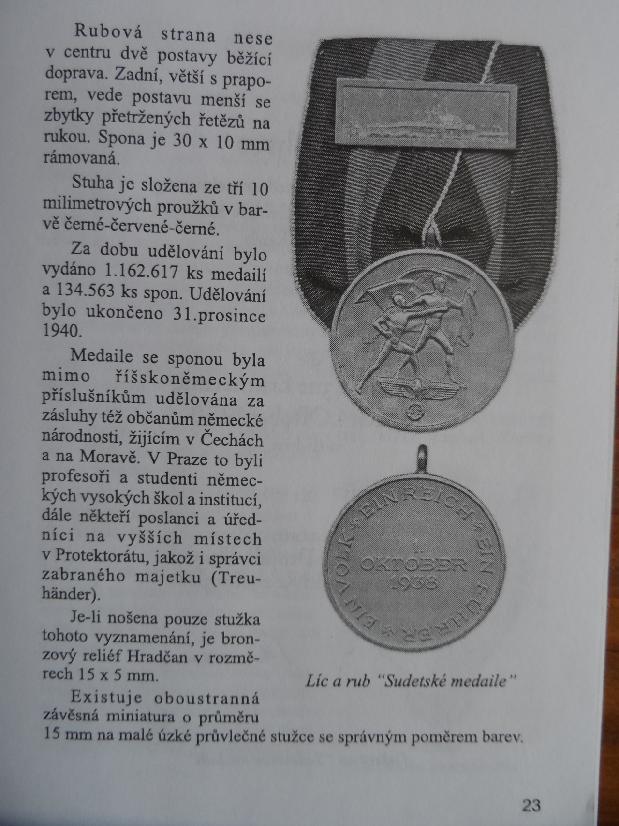 Rubová strana nese
v centru dvě postavy běžící
doprava. Zadní, větší s prapo-
rem, vede postavu menší se
zbytky přetržených řetězů na
rukou. Spona je 30 x 10 mm
rámovaná.
Stuha je složena ze tří 10
milimetrových proužků v bar-
vě černé-červené-černé.
Za dobu udělování bylo
vydáno 1.162.617 ks medailí
a 134.563 ks spon. Udělování
bylo ukončeno 31.prosince
1940.
Medaile se sponou byla
mimo říšskoněmeckým
příslušníkům udělována za
zásluhy též občanům německé
národnosti, žijícím v Čechách
a na Moravě. V Praze to byli
profesoři a studenti němec-
kých vysokých škol a institucí,
dále někteří poslanci a úřed-
níci na vyšších místech
v Protektorátu, jakož i správci
zabraného majetku (Treu-
händer).
Je-li nošena pouze stužka
tohoto vyznamenání, je bron-
zový reliéf Hradčan v rozmě-
rech 15 x 5 mm.
Existuje oboustranná
závěsná miniatura o průměru
15 mm na malé úzké průvlečné stužce se správným poměrem barev.
EIN VOLK ★ EIN REICH ★ EIN FÜHRER ★
1.
OKTOBER
1938
Líc a rub "Sudetské medaile"
23